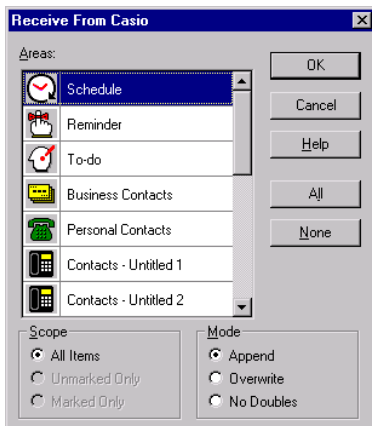 Receive From Casio
Areas:
Schedule
Reminder
To-do
Business Contacts
Personal Contacts
Contacts - Untitled 1
Contacts - Untitled 2
OK
Cancel
Help
All
None
Scope
All Items
Unmarked Only
Marked Only
Mode
Append
Overwrite
No Doubles